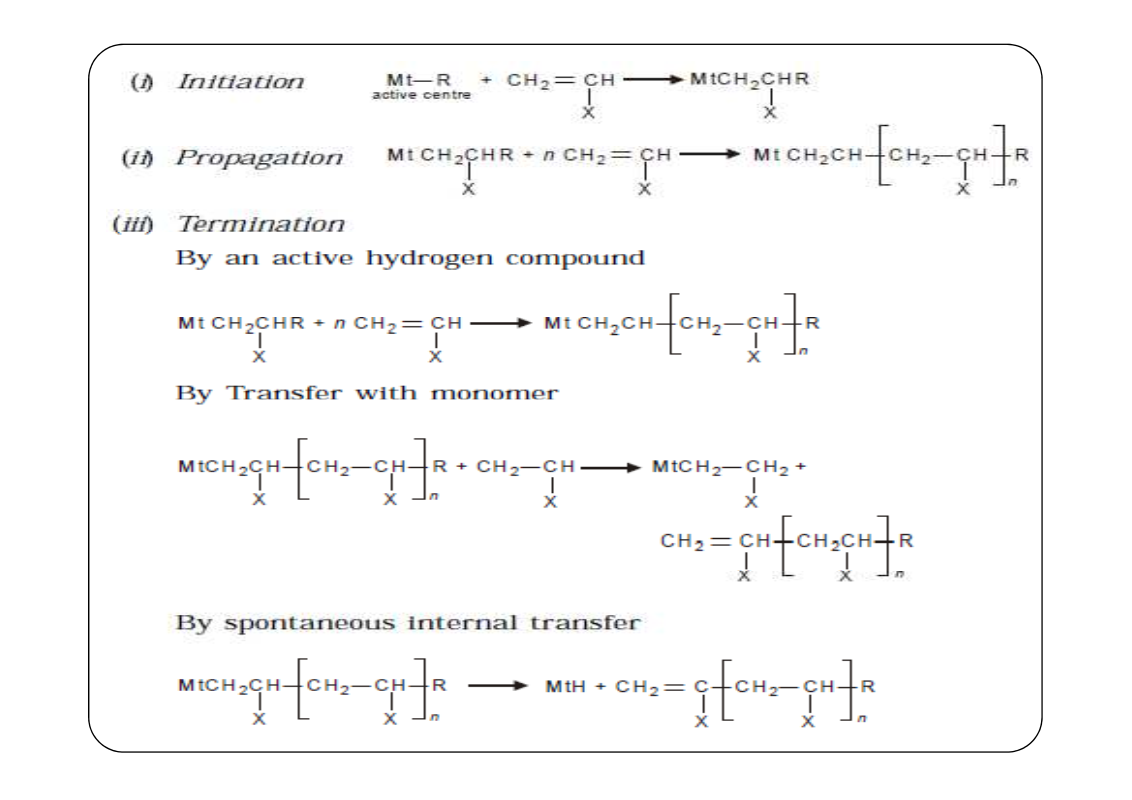 (i) Initiation Mt—R + CH2=CH → MtCH2CHR
active centre
X X
(ii) Propagation Mt CH2CHR + n CH2=CH → Mt CH2CH—[CH2—CH]—R
X X X n
(iii) Termination
By an active hydrogen compound
Mt CH2CHR + n CH2=CH → Mt CH2CH—[CH2—CH]—R
X X X n
By Transfer with monomer
MtCH2CH—[CH2—CH]—R + CH2—CH → MtCH2—CH2 +
X X n X X
CH2=CH—[CH2CH]—R
X X n
By spontaneous internal transfer
MtCH2CH—[CH2—CH]—R → MtH + CH2=C—[CH2—CH]—R
X X n X X n